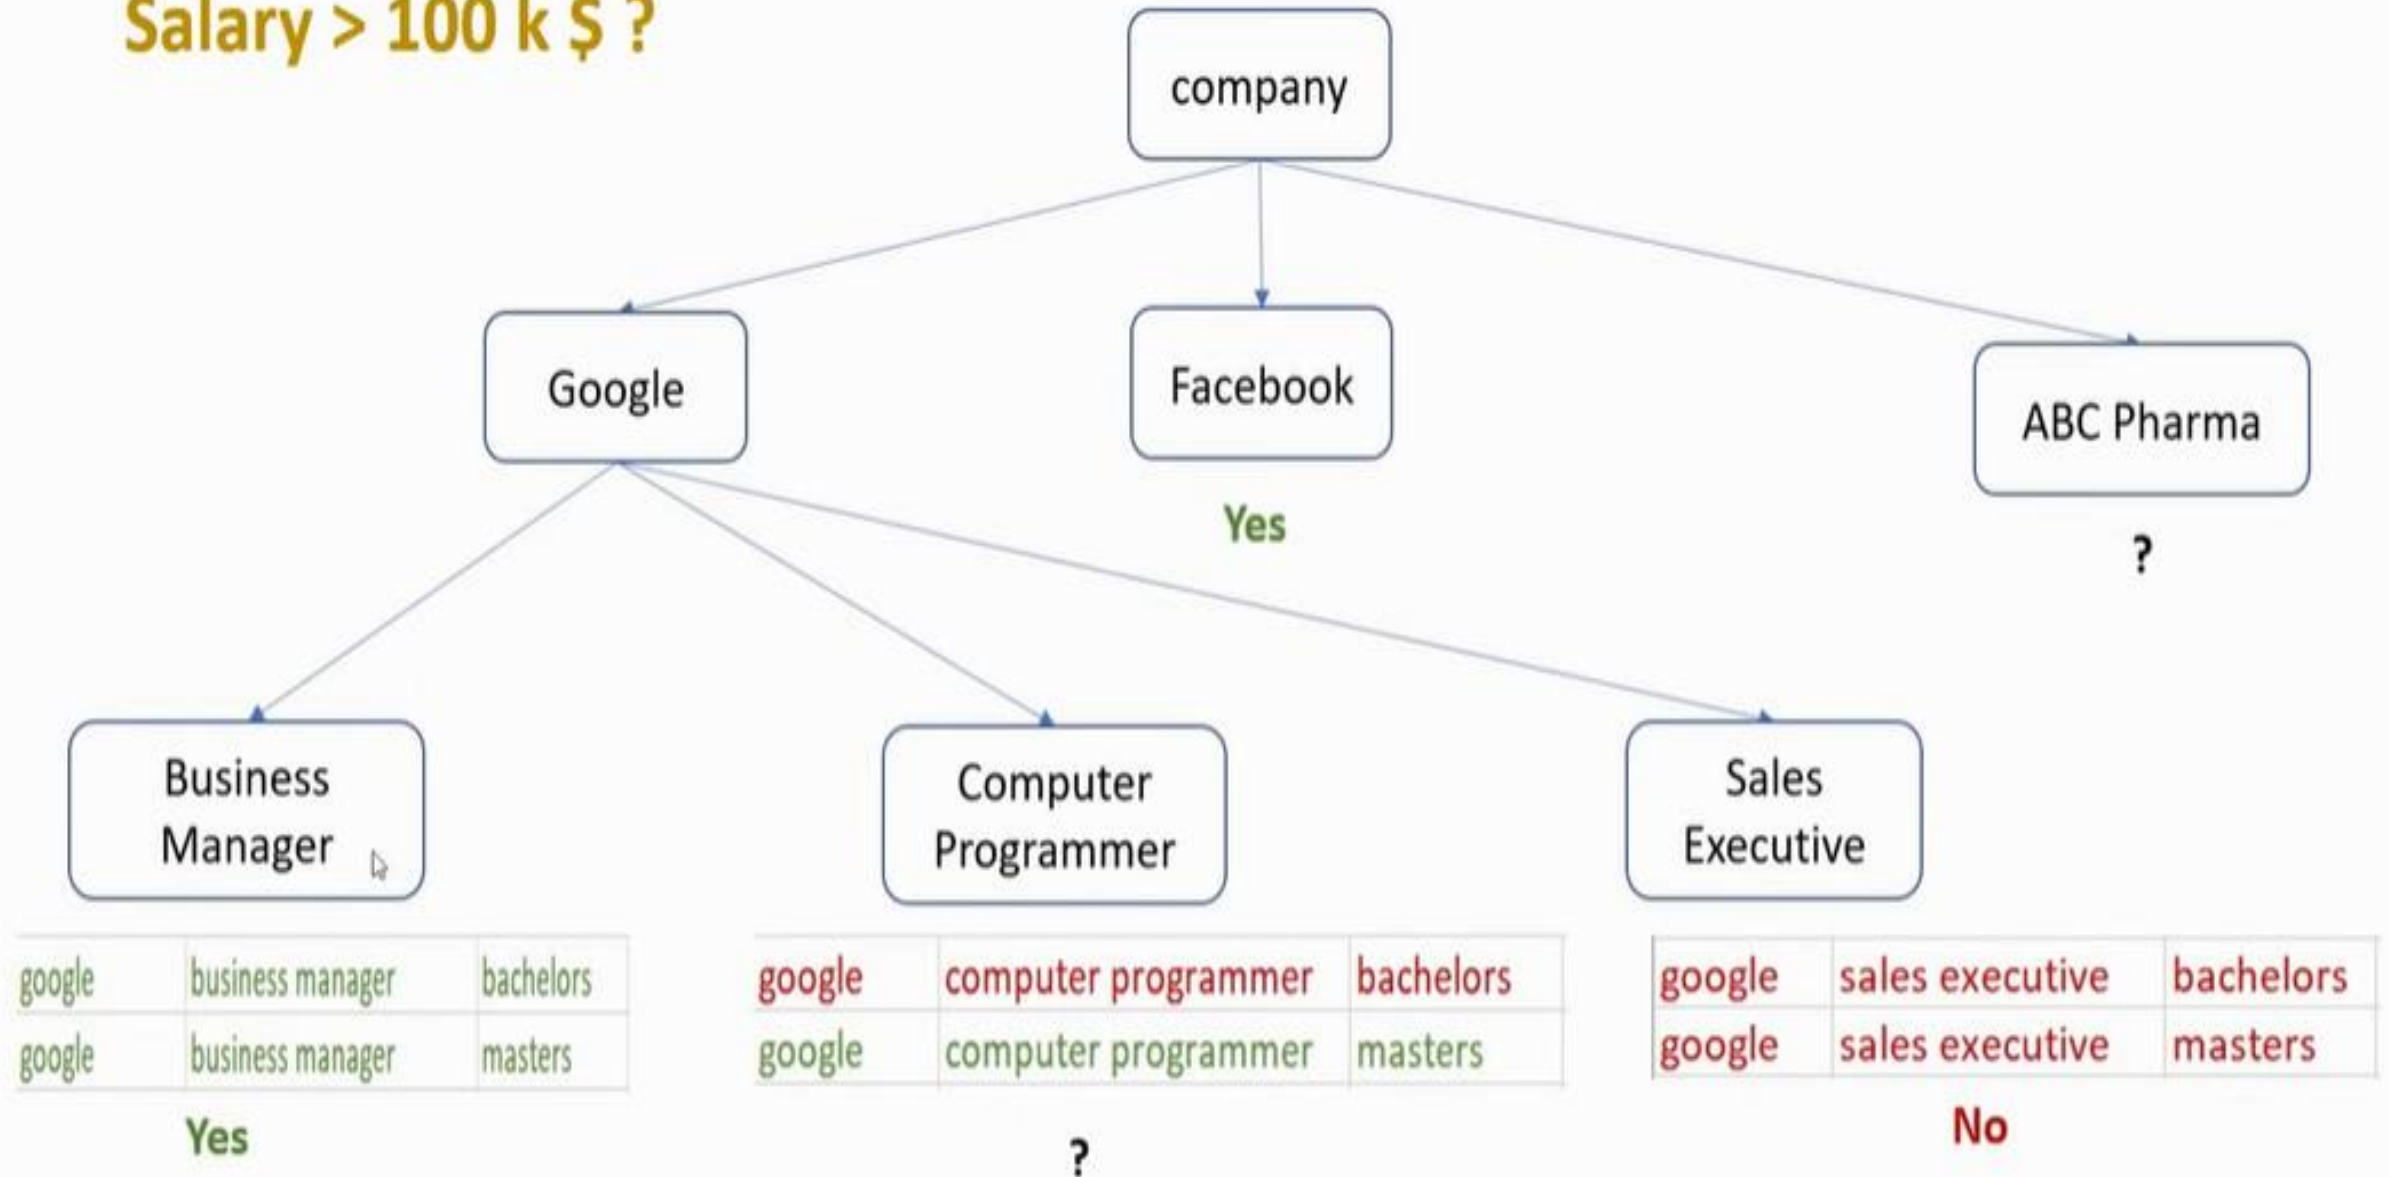 Salary > 100 k $ ?
company
Google
Facebook
ABC Pharma
Yes
?
Business
Manager
Computer
Programmer
Sales
Executive
google business manager bachelors
google business manager masters
Yes
google computer programmer bachelors
google computer programmer masters
?
google sales executive bachelors
google sales executive masters
No